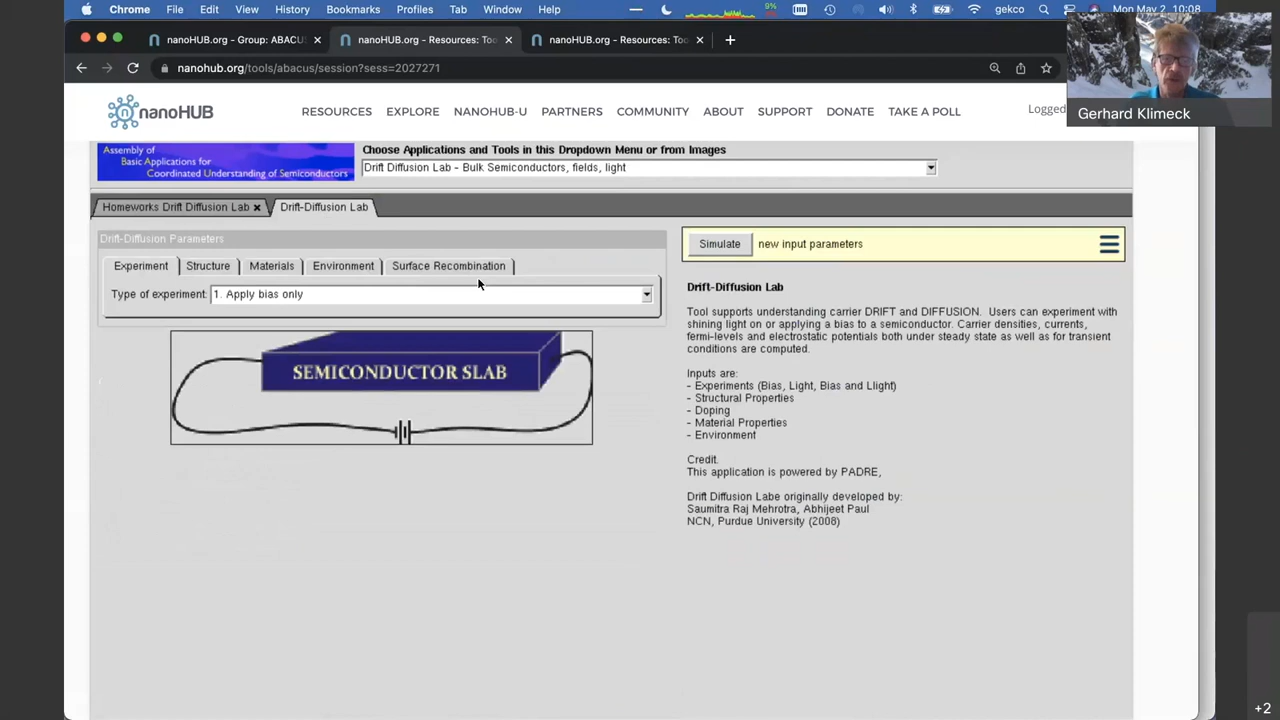 Chrome File Edit View History Bookmarks Profiles Tab Window Help 9% gekco Mon May 2 10:08
nanoHUB.org - Group: ABACU
nanoHUB.org - Resources: Too
nanoHUB.org - Resources: Too
nanohub.org/tools/abacus/session?sess=2027271
Gerhard Klimeck
nanoHUB
RESOURCES EXPLORE NANOHUB-U PARTNERS COMMUNITY ABOUT SUPPORT DONATE TAKE A POLL Logged
Assembly of
Basic Applications for
Coordinated Understanding of Semiconductors
Choose Applications and Tools in this Dropdown Menu or from Images
Drift Diffusion Lab - Bulk Semiconductors, fields, light
Homeworks Drift Diffusion Lab
Drift-Diffusion Lab
Drift-Diffusion Parameters
Experiment Structure Materials Environment Surface Recombination
Type of experiment: 1. Apply bias only
SEMICONDUCTOR SLAB
Simulate new input parameters
Drift-Diffusion Lab
Tool supports understanding carrier DRIFT and DIFFUSION. Users can experiment with
shining light on or applying a bias to a semiconductor. Carrier densities, currents,
fermi-levels and electrostatic potentials both under steady state as well as for transient
conditions are computed.
Inputs are:
- Experiments (Bias, Light, Bias and Llight)
- Structural Properties
- Doping
- Material Properties
- Environment
Credit.
This application is powered by PADRE,
Drift Diffusion Labe originally developed by:
Saumitra Raj Mehrotra, Abhijeet Paul
NCN, Purdue University (2008)
+2